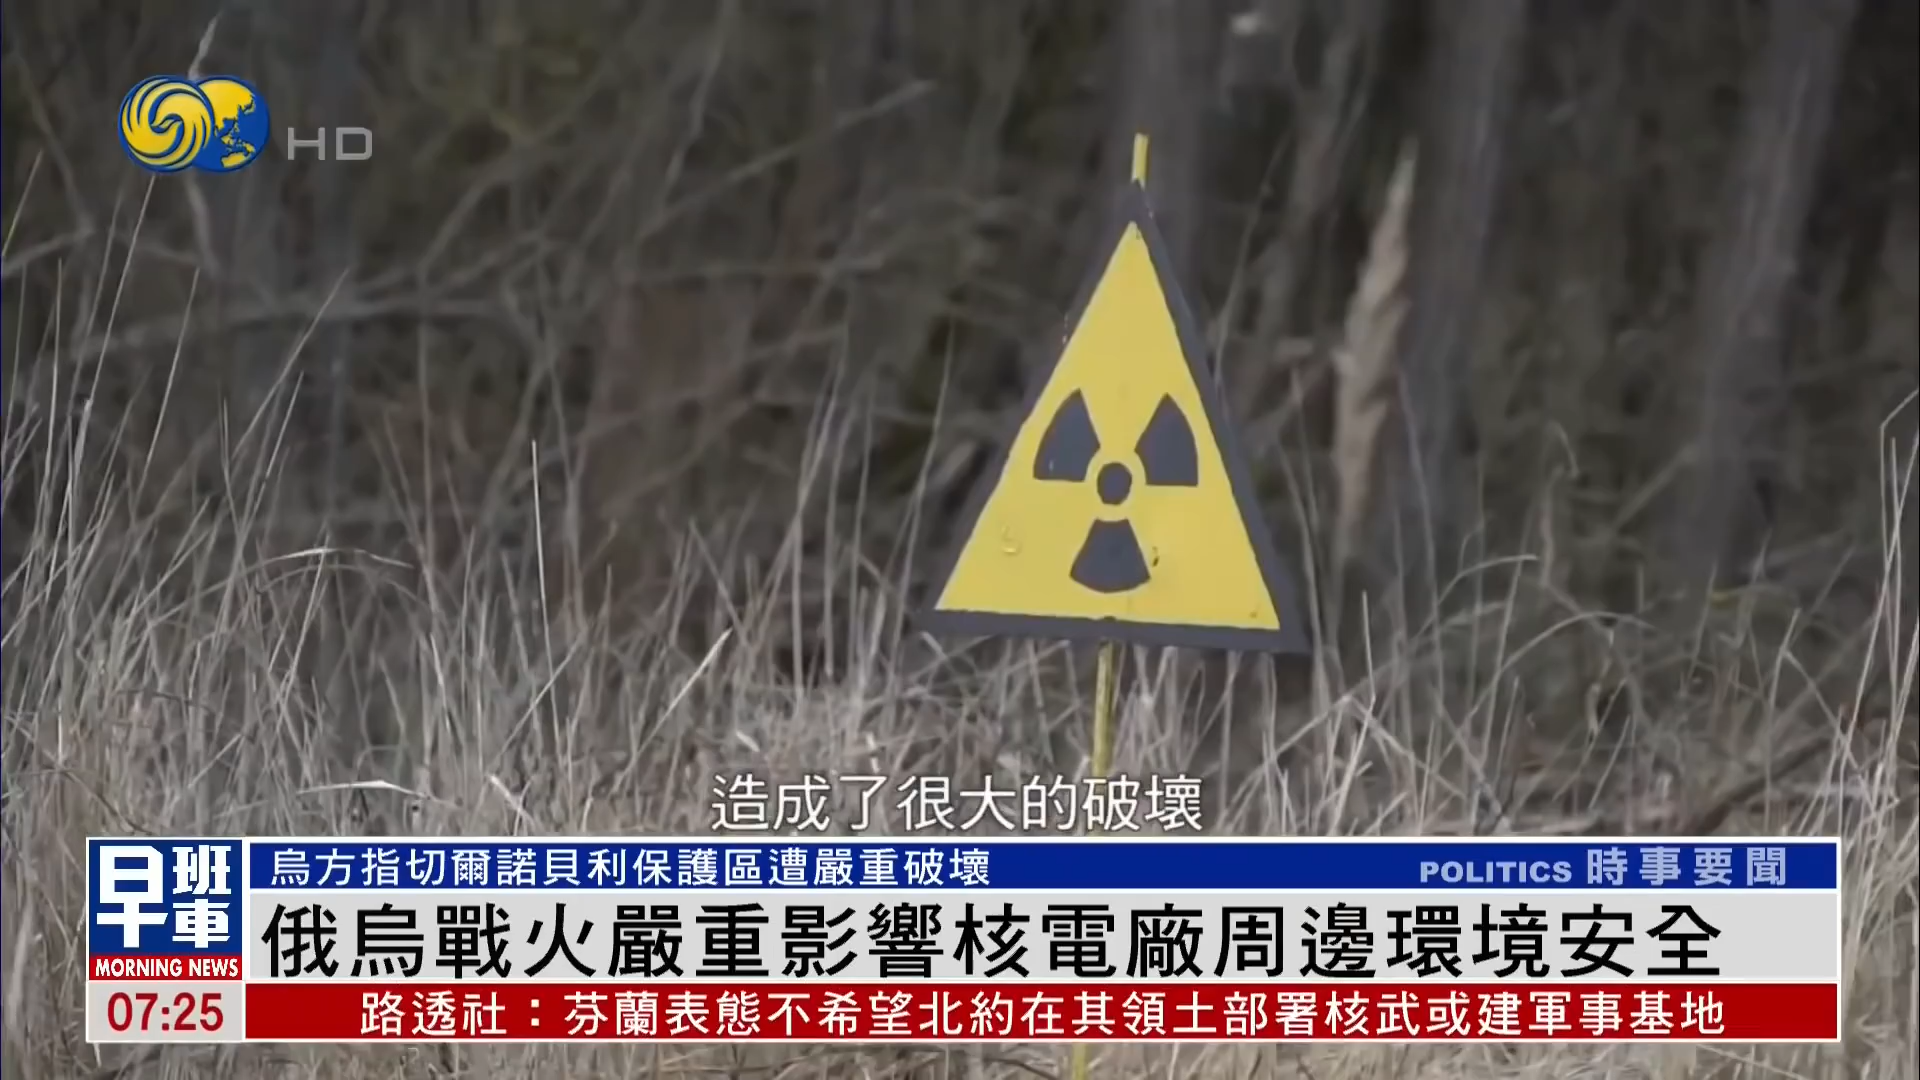 HD
造成了很大的破壞
早班車
MORNING NEWS
07:25
烏方指切爾諾貝利保護區遭嚴重破壞
POLITICS 時事要聞
俄烏戰火嚴重影響核電廠周邊環境安全
路透社：芬蘭表態不希望北約在其領土部署核武或建軍事基地